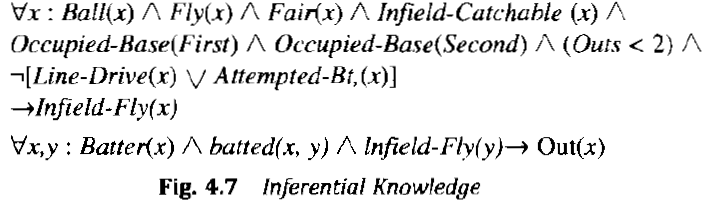 ∀x : Ball(x) ∧ Fly(x) ∧ Fair(x) ∧ Infield-Catchable (x) ∧
Occupied-Base(First) ∧ Occupied-Base(Second) ∧ (Outs < 2) ∧
¬[Line-Drive(x) ∨ Attempted-Bt,(x)]
→Infield-Fly(x)
∀x,y : Batter(x) ∧ batted(x, y) ∧ Infield-Fly(y)→ Out(x)
Fig. 4.7 Inferential Knowledge